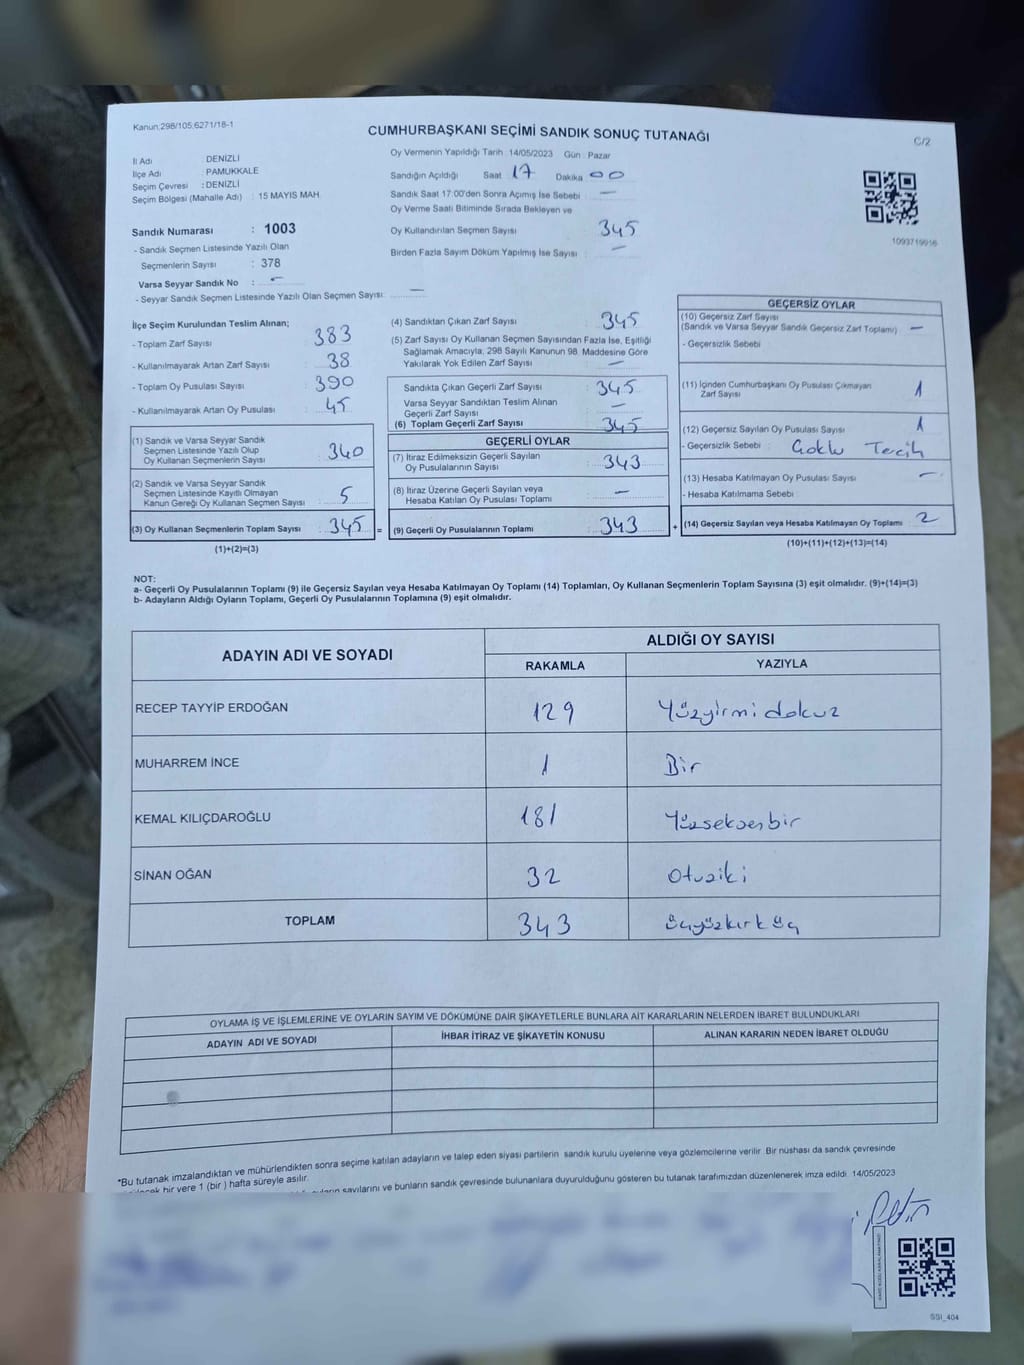 Kanun:298/105;6271/18-1
CUMHURBAŞKANI SEÇİMİ SANDIK SONUÇ TUTANAĞI
C/2
İl Adı DENİZLİ
İlçe Adı : PAMUKKALE
Seçim Çevresi : DENİZLİ
Seçim Bölgesi (Mahalle Adı) : 15 MAYIS MAH
Sandık Numarası : 1003
- Sandık Seçmen Listesinde Yazılı Olan
Seçmenlerin Sayısı : 378
Varsa Seyyar Sandık No : -
- Seyyar Sandık Seçmen Listesinde Yazılı Olan Seçmen Sayısı: -
Oy Vermenin Yapıldığı Tarih : 14/05/2023 Gün : Pazar
Sandığın Açıldığı Saat 17 Dakika 00
Sandık Saat 17:00'den Sonra Açımış İse Sebebi : -
Oy Verme Saati Bitiminde Sırada Bekleyen ve
Oy Kullandırılan Seçmen Sayısı : 345
Birden Fazla Sayım Döküm Yapılmış İse Sayısı : -
1093719916
İlçe Seçim Kurulundan Teslim Alınan;
- Toplam Zarf Sayısı : 383
- Kullanılmayarak Artan Zarf Sayısı : 38
- Toplam Oy Pusulası Sayısı : 390
- Kullanılmayarak Artan Oy Pusulası : 45
(1) Sandık ve Varsa Seyyar Sandık
Seçmen Listesinde Yazılı Olup
Oy Kullanan Seçmenlerin Sayısı : 340
(2) Sandık ve Varsa Seyyar Sandık
Seçmen Listesinde Kayıtlı Olmayan
Kanun Gereği Oy Kullanan Seçmen Sayısı : 5
(3) Oy Kullanan Seçmenlerin Toplam Sayısı : 345 =
(1)+(2)=(3)
(4) Sandıktan Çıkan Zarf Sayısı : 345
(5) Zarf Sayısı Oy Kullanan Seçmen Sayısından Fazla İse, Eşitliği
Sağlamak Amacıyla, 298 Sayılı Kanunun 98. Maddesine Göre
Yakılarak Yok Edilen Zarf Sayısı : -
Sandıkta Çıkan Geçerli Zarf Sayısı : 345
Varsa Seyyar Sandıktan Teslim Alınan
Geçerli Zarf Sayısı : -
(6) Toplam Geçerli Zarf Sayısı : 345
GEÇERLİ OYLAR
(7) İtiraz Edilmeksizin Geçerli Sayılan
Oy Pusulalarının Sayısı : 343
(8) İtiraz Üzerine Geçerli Sayılan veya
Hesaba Katılan Oy Pusulası Toplamı : -
(9) Geçerli Oy Pusulalarının Toplamı : 343 +
GEÇERSİZ OYLAR
(10) Geçersiz Zarf Sayısı
(Sandık ve Varsa Seyyar Sandık Geçersiz Zarf Toplamı) : -
- Geçersizlik Sebebi :
(11) İçinden Cumhurbaşkanı Oy Pusulası Çıkmayan
Zarf Sayısı : 1
(12) Geçersiz Sayılan Oy Pusulası Sayısı : 1
- Geçersizlik Sebebi : Çoklu Tercih
(13) Hesaba Katılmayan Oy Pusulası Sayısı : -
- Hesaba Katılmama Sebebi :
(14) Geçersiz Sayılan veya Hesaba Katılmayan Oy Toplamı : 2
(10)+(11)+(12)+(13)=(14)
NOT:
a- Geçerli Oy Pusulalarının Toplamı (9) ile Geçersiz Sayılan veya Hesaba Katılmayan Oy Toplamı (14) Toplamları, Oy Kullanan Seçmenlerin Toplam Sayısına (3) eşit olmalıdır. (9)+(14)=(3)
b- Adayların Aldığı Oyların Toplamı, Geçerli Oy Pusulalarının Toplamına (9) eşit olmalıdır.
ADAYIN ADI VE SOYADI
ALDIĞI OY SAYISI
RAKAMLA YAZIYLA
RECEP TAYYİP ERDOĞAN 129 Yüzyirmi dokuz
MUHARREM İNCE 1 Bir
KEMAL KILIÇDAROĞLU 181 Yüzseksenbir
SİNAN OĞAN 32 Otuziki
TOPLAM 343 üçyüzkırküç
OYLAMA İŞ VE İŞLEMLERİNE VE OYLARIN SAYIM VE DÖKÜMÜNE DAİR ŞİKAYETLERLE BUNLARA AİT KARARLARIN NELERDEN İBARET BULUNDUKLARI
ADAYIN ADI VE SOYADI İHBAR İTİRAZ VE ŞİKAYETİN KONUSU ALINAN KARARIN NEDEN İBARET OLDUĞU
*Bu tutanak imzalandıktan ve mühürlendikten sonra seçime katılan adayların ve talep eden siyasi partilerin sandık kurulu üyelerine veya gözlemcilerine verilir. Bir nüshası da sandık çevresinde
bir yere 1 (bir) hafta süreyle asılır.
sayılarını ve bunların sandık çevresinde bulunanlara duyurulduğunu gösteren bu tutanak tarafımızdan düzenlenerek imza edildi. 14/05/2023
SSİ_404